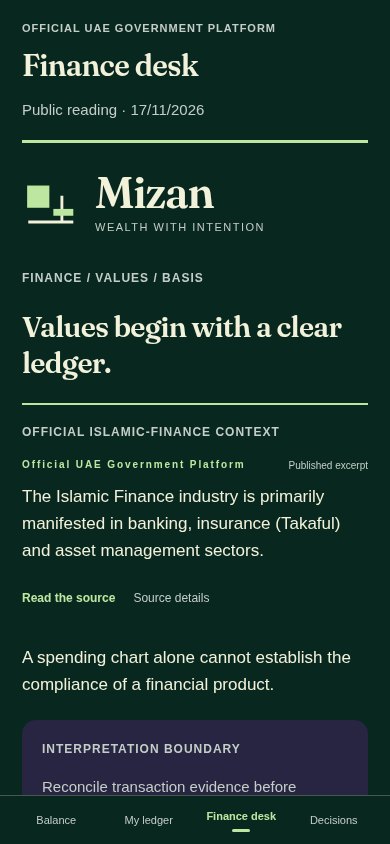 OFFICIAL UAE GOVERNMENT PLATFORM
Finance desk
Public reading · 17/11/2026
Mizan
WEALTH WITH INTENTION
FINANCE / VALUES / BASIS
Values begin with a clear
ledger.
OFFICIAL ISLAMIC-FINANCE CONTEXT
Official UAE Government Platform
Published excerpt
The Islamic Finance industry is primarily
manifested in banking, insurance (Takaful)
and asset management sectors.
Read the source
Source details
A spending chart alone cannot establish the
compliance of a financial product.
INTERPRETATION BOUNDARY
Reconcile transaction evidence before
Balance
My ledger
Finance desk
Decisions